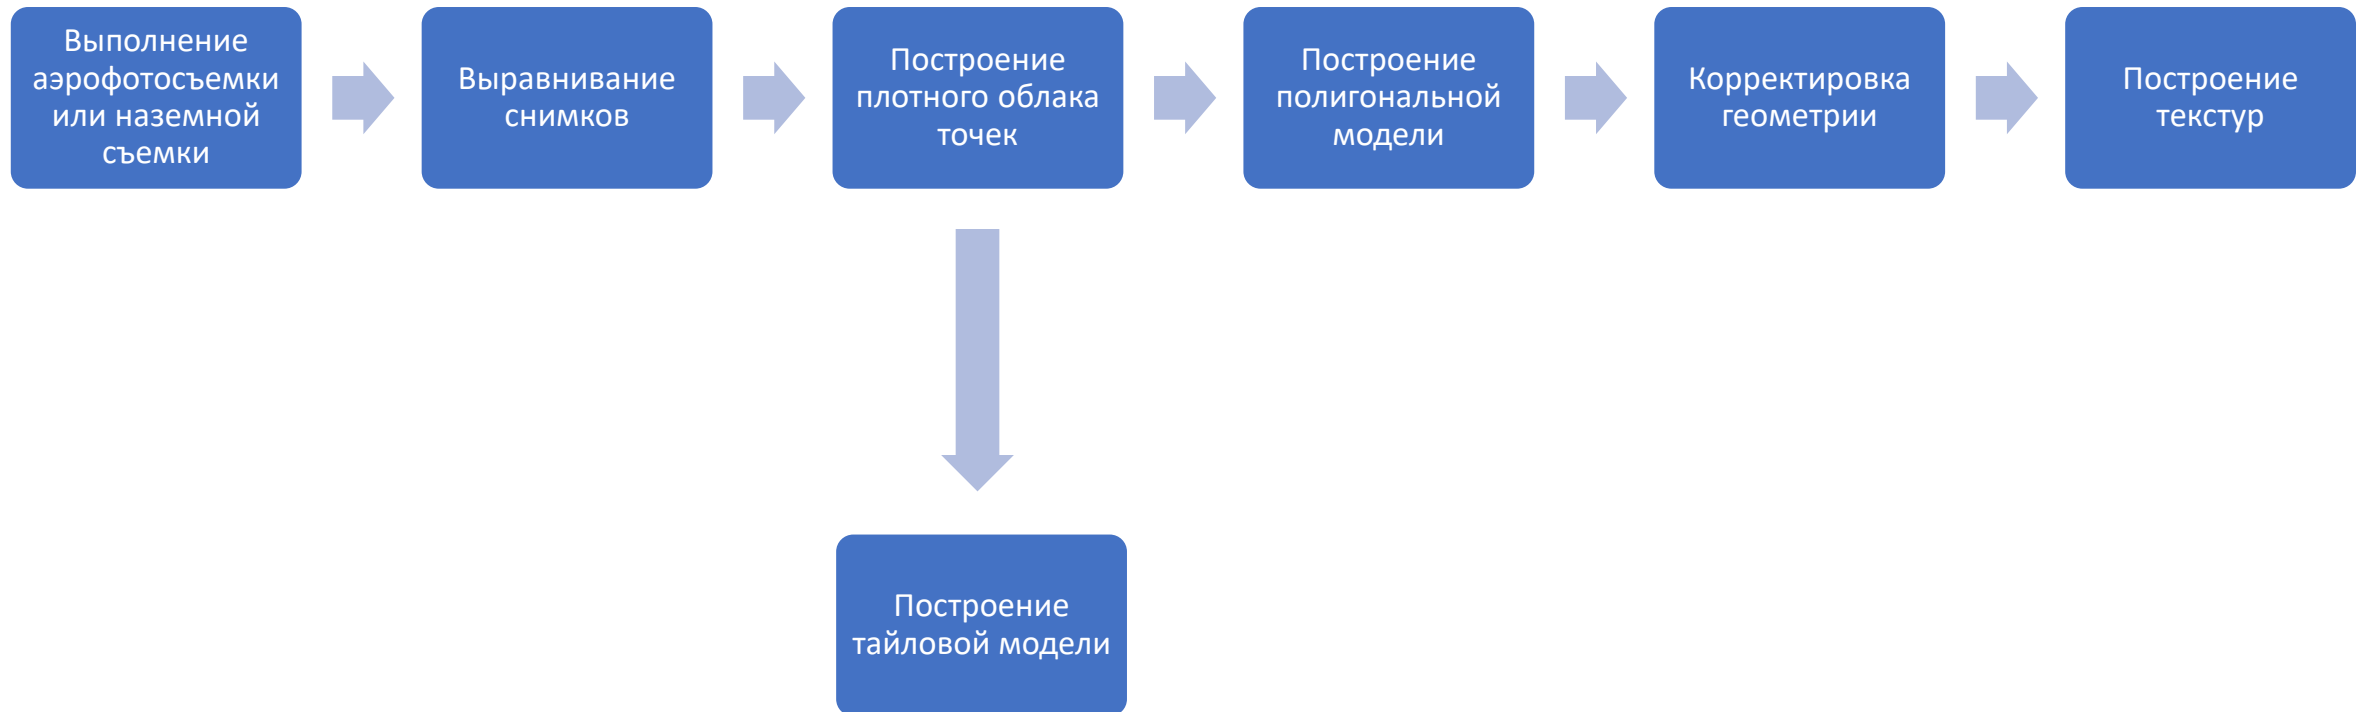 Выполнение
аэрофотосъемки
или наземной
съемки
Выравнивание
снимков
Построение
плотного облака
точек
Построение
полигональной
модели
Корректировка
геометрии
Построение
текстур
Построение
тайловой модели